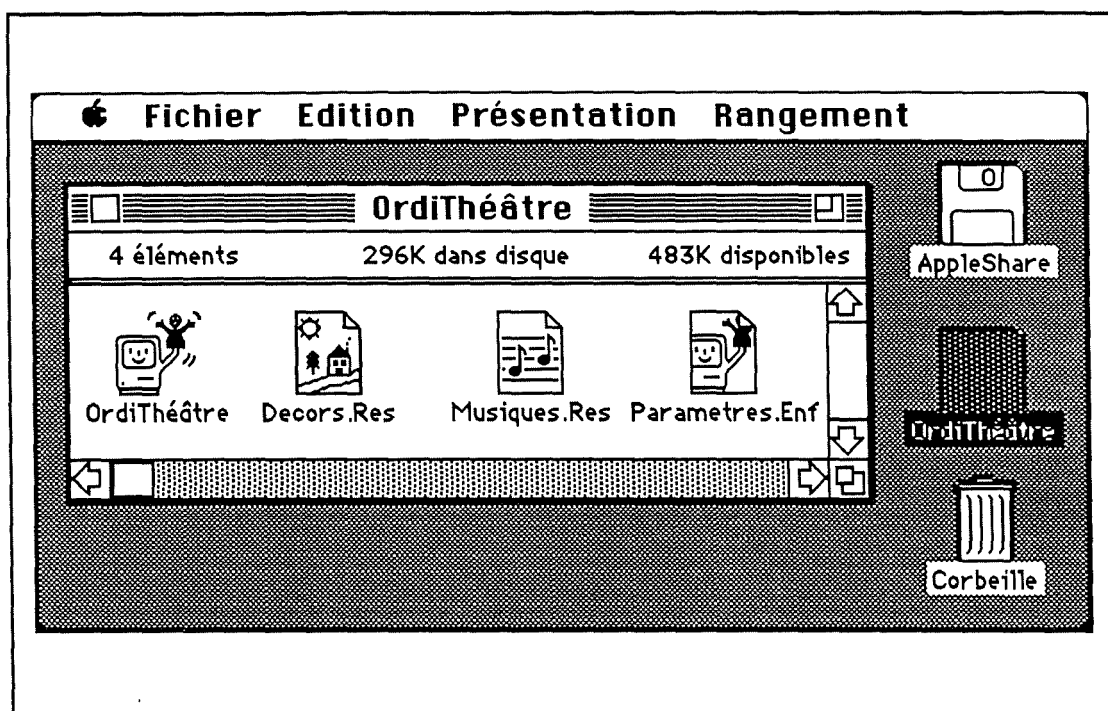 Fichier Edition Présentation Rangement
OrdiThéâtre
4 éléments 296K dans disque 483K disponibles
OrdiThéâtre Decors.Res Musiques.Res Parametres.Enf
0
AppleShare
OrdiThéâtre
Corbeille